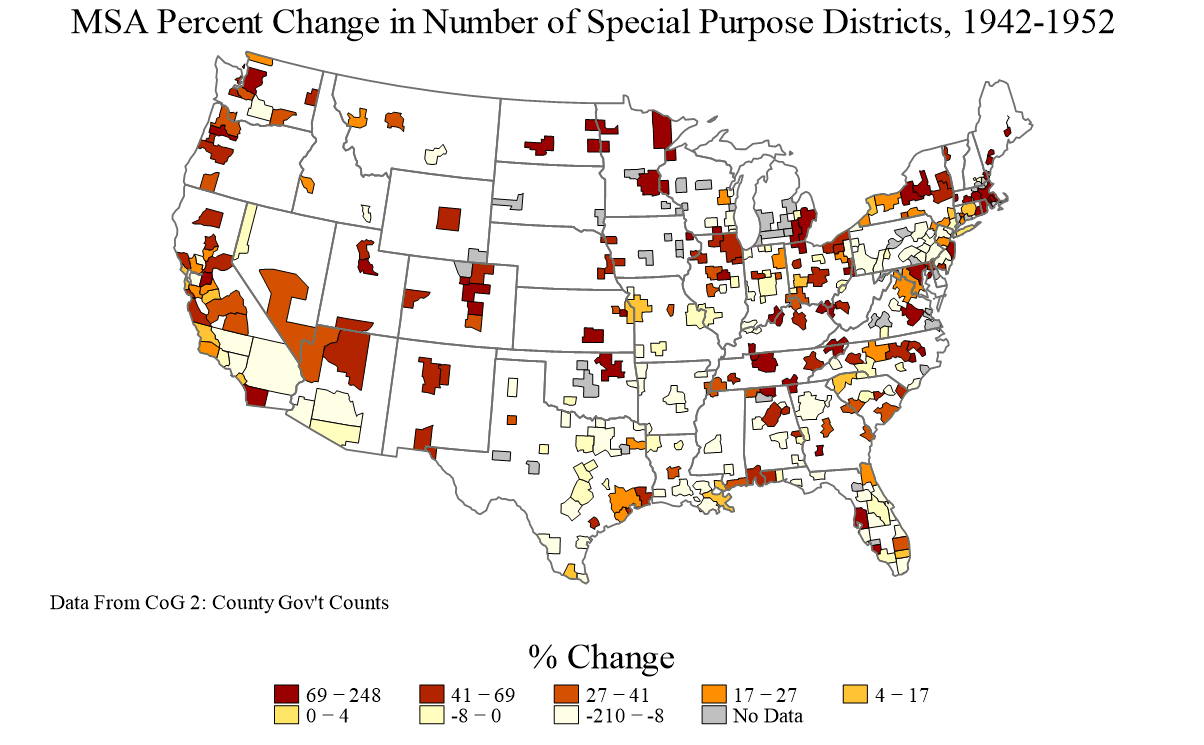 MSA Percent Change in Number of Special Purpose Districts, 1942-1952
Data From CoG 2: County Gov't Counts
% Change
69 − 248 41 − 69 27 − 41 17 − 27 4 − 17
0 − 4 -8 − 0 -210 − -8 No Data